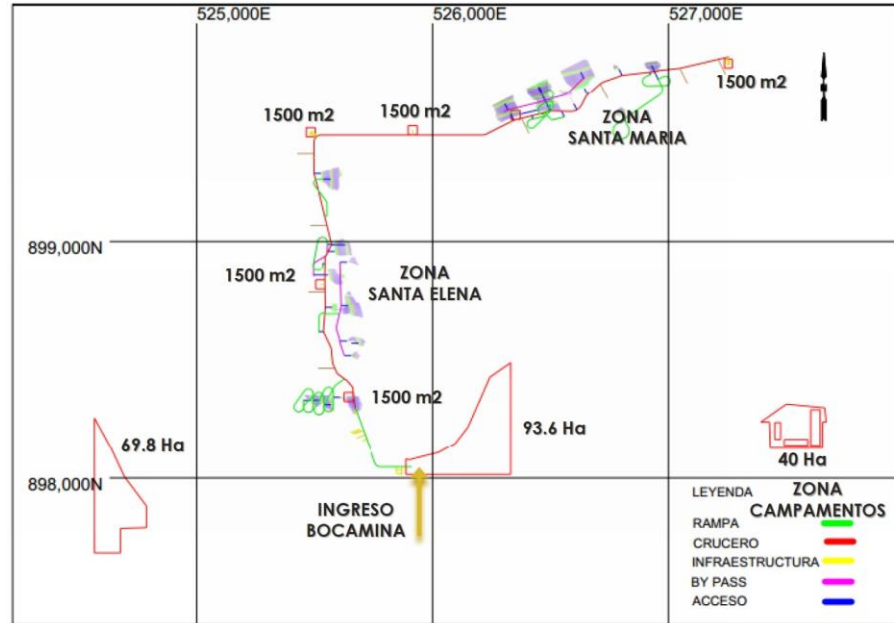 525,000E
526,000E
527,000E
1500 m2
1500 m2
1500 m2
ZONA
SANTA MARIA
899,000N
1500 m2
ZONA
SANTA ELENA
1500 m2
69.8 Ha
93.6 Ha
40 Ha
898,000N
INGRESO
BOCAMINA
LEYENDA
ZONA
CAMPAMENTOS
RAMPA
CRUCERO
INFRAESTRUCTURA
BY PASS
ACCESO